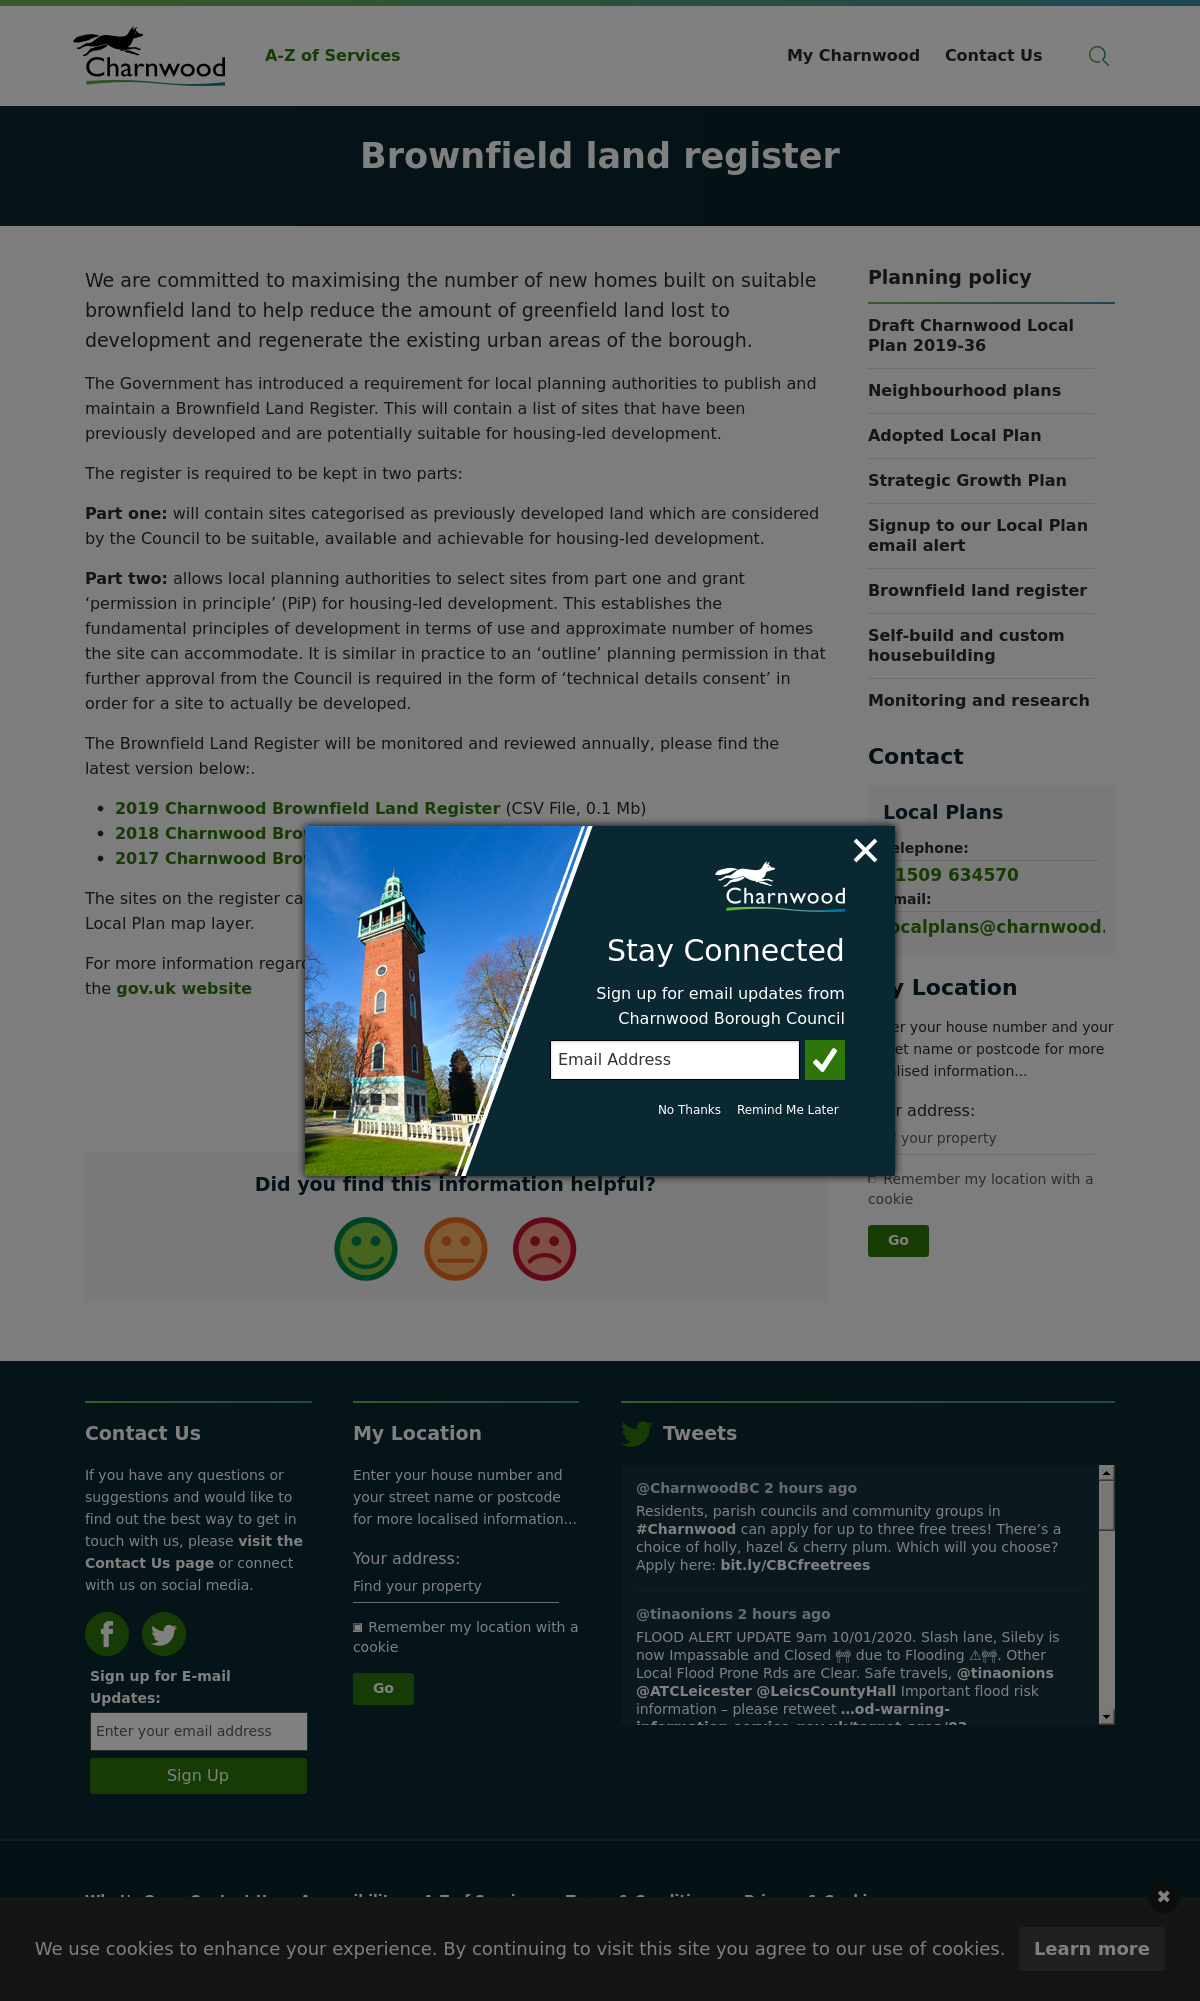 Charnwood
A-Z of Services
My Charnwood
Contact Us
Brownfield land register
We are committed to maximising the number of new homes built on suitable
brownfield land to help reduce the amount of greenfield land lost to
development and regenerate the existing urban areas of the borough.
The Government has introduced a requirement for local planning authorities to publish and
maintain a Brownfield Land Register. This will contain a list of sites that have been
previously developed and are potentially suitable for housing-led development.
The register is required to be kept in two parts:
Part one: will contain sites categorised as previously developed land which are considered
by the Council to be suitable, available and achievable for housing-led development.
Part two: allows local planning authorities to select sites from part one and grant
‘permission in principle’ (PiP) for housing-led development. This establishes the
fundamental principles of development in terms of use and approximate number of homes
the site can accommodate. It is similar in practice to an ‘outline’ planning permission in that
further approval from the Council is required in the form of ‘technical details consent’ in
order for a site to actually be developed.
The Brownfield Land Register will be monitored and reviewed annually, please find the
latest version below:.
• 2019 Charnwood Brownfield Land Register (CSV File, 0.1 Mb)
• 2018 Charnwood
• 2017 Charnwood
The sites on the register
Local Plan map layer.
For more information
the gov.uk website
Planning policy
Draft Charnwood Local
Plan 2019-36
Neighbourhood plans
Adopted Local Plan
Strategic Growth Plan
Signup to our Local Plan
email alert
Brownfield land register
Self-build and custom
housebuilding
Monitoring and research
Contact
Local Plans
elephone:
1509 634570
mail:
ocalplans@charnwood.
y Location
er your house number and your
et name or postcode for more
lised information...
r address:
your property
Remember my location with a
cookie
Go
Charnwood
Stay Connected
Sign up for email updates from
Charnwood Borough Council
Email Address
No Thanks Remind Me Later
Did you find this information helpful?
Contact Us
If you have any questions or
suggestions and would like to
find out the best way to get in
touch with us, please visit the
Contact Us page or connect
with us on social media.
Sign up for E-mail
Updates:
Enter your email address
Sign Up
My Location
Enter your house number and
your street name or postcode
for more localised information...
Your address:
Find your property
Remember my location with a
cookie
Go
Tweets
@CharnwoodBC 2 hours ago
Residents, parish councils and community groups in
#Charnwood can apply for up to three free trees! There’s a
choice of holly, hazel & cherry plum. Which will you choose?
Apply here: bit.ly/CBCfreetrees
@tinaonions 2 hours ago
FLOOD ALERT UPDATE 9am 10/01/2020. Slash lane, Sileby is
now Impassable and Closed 🚧 due to Flooding ⚠🚧. Other
Local Flood Prone Rds are Clear. Safe travels, @tinaonions
@ATCLeicester @LeicsCountyHall Important flood risk
information – please retweet …od-warning-
We use cookies to enhance your experience. By continuing to visit this site you agree to our use of cookies.
Learn more